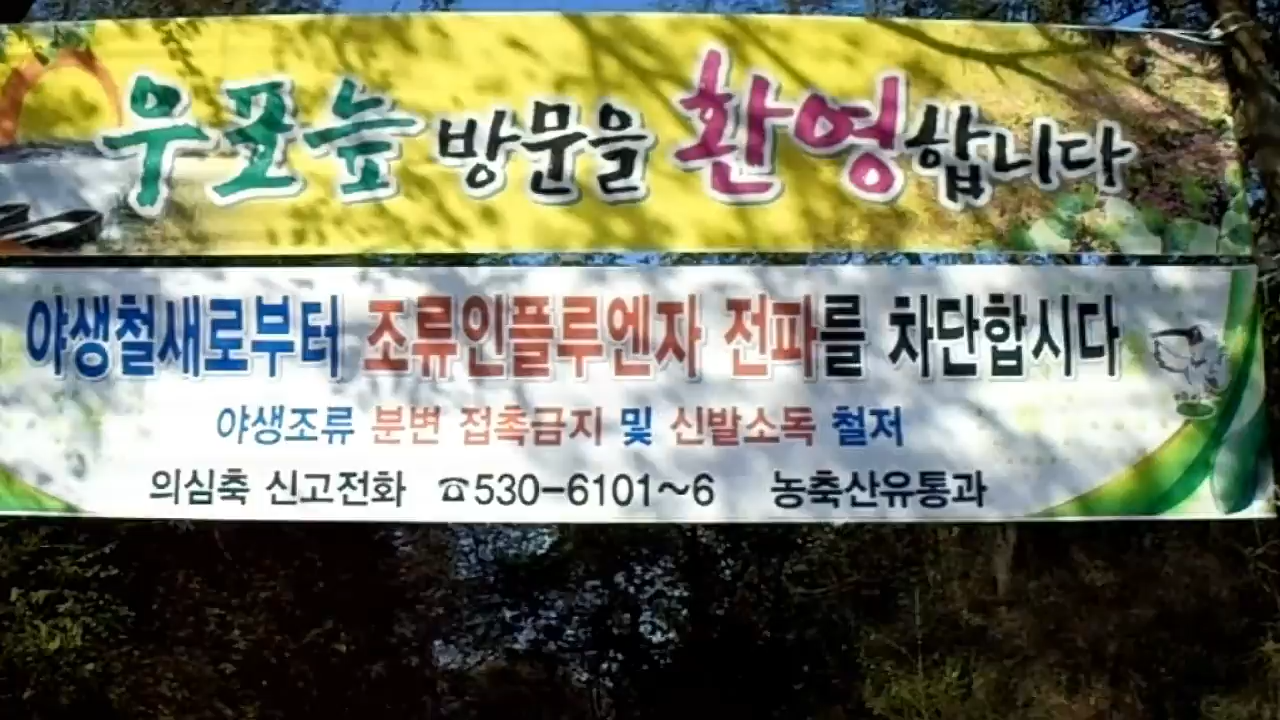 우포늪 방문을 환영합니다
야생철새로부터 조류인플루엔자 전파를 차단합시다
야생조류 분변 접촉금지 및 신발소독 철저
의심축 신고전화 ☎530-6101~6 농축산유통과